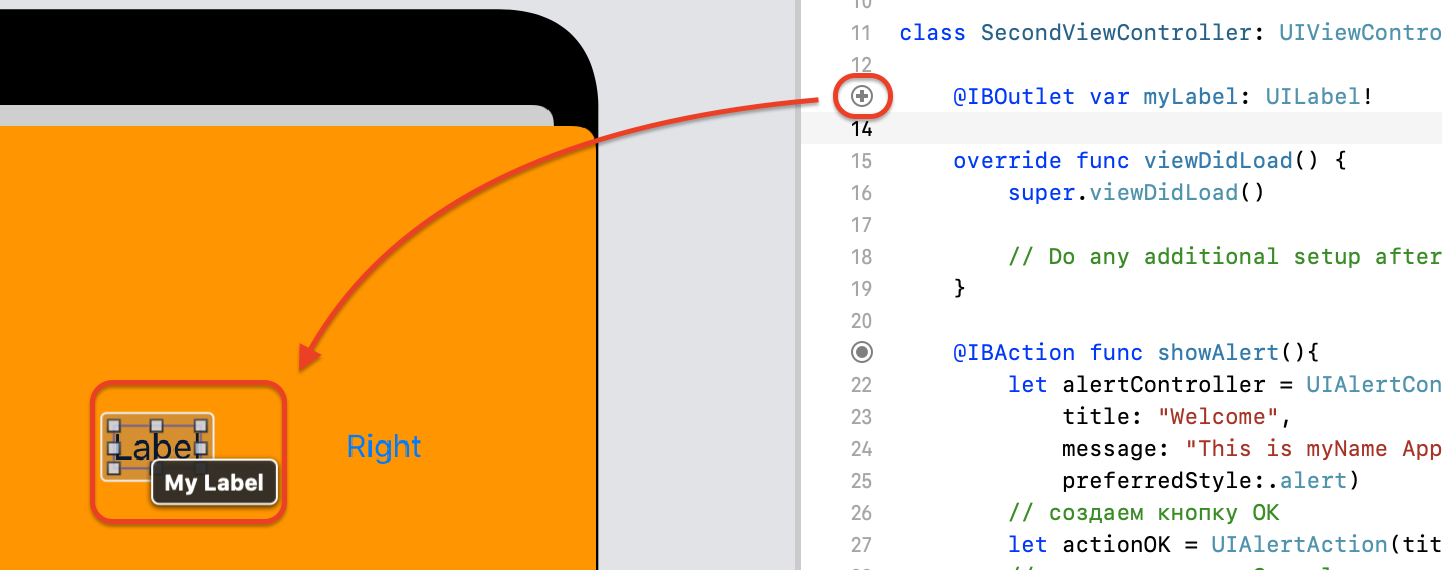 10
11 class SecondViewController: UIViewContro
12
@IBOutlet var myLabel: UILabel!
14
15 override func viewDidLoad() {
16 super.viewDidLoad()
17
18 // Do any additional setup after
19 }
20
@IBAction func showAlert(){
22 let alertController = UIAlertCon
23 title: "Welcome",
24 message: "This is myName App
25 preferredStyle:.alert)
26 // создаем кнопку OK
27 let actionOK = UIAlertAction(tit
Label
My Label
Right